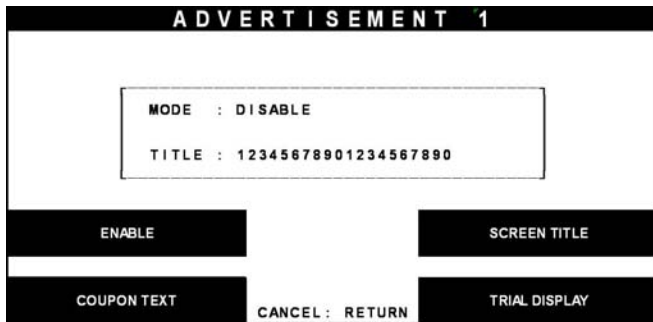 ADVERTISEMENT 1
MODE : DISABLE
TITLE : 12345678901234567890
ENABLE
SCREEN TITLE
COUPON TEXT
CANCEL: RETURN
TRIAL DISPLAY